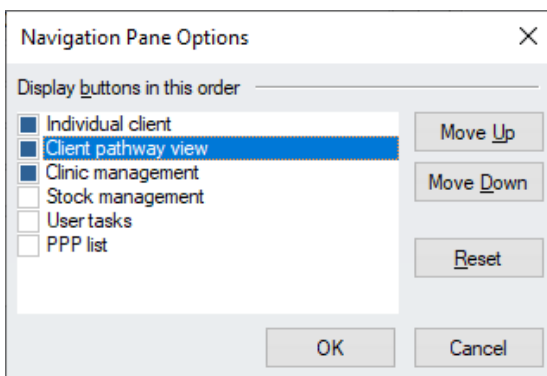 Navigation Pane Options
Display buttons in this order
Individual client
Move Up
Client pathway view
Clinic management
Move Down
Stock management
User tasks
PPP list
Reset
OK
Cancel